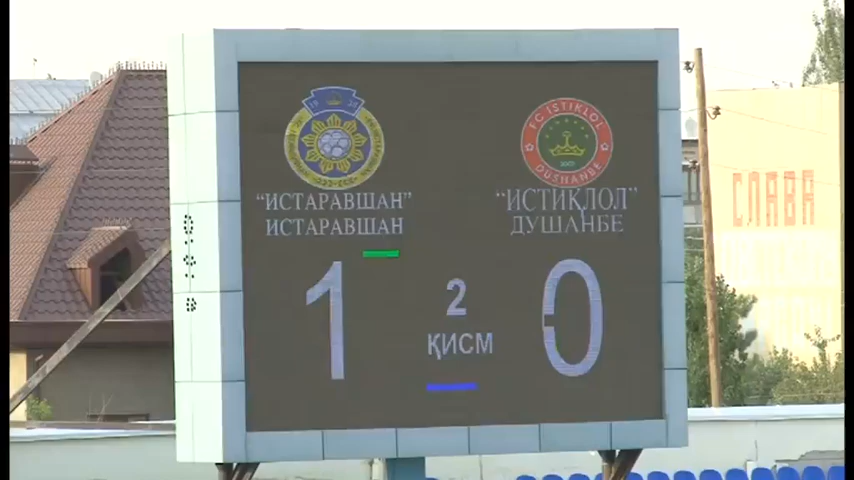 FC ISTIKLOL
DUSHANBE
"ИСТАРАВШАН"
ИСТАРАВШАН
"ИСТИҚЛОЛ"
ДУШАНБЕ
1
2
ҚИСМ
0
СЛАВА